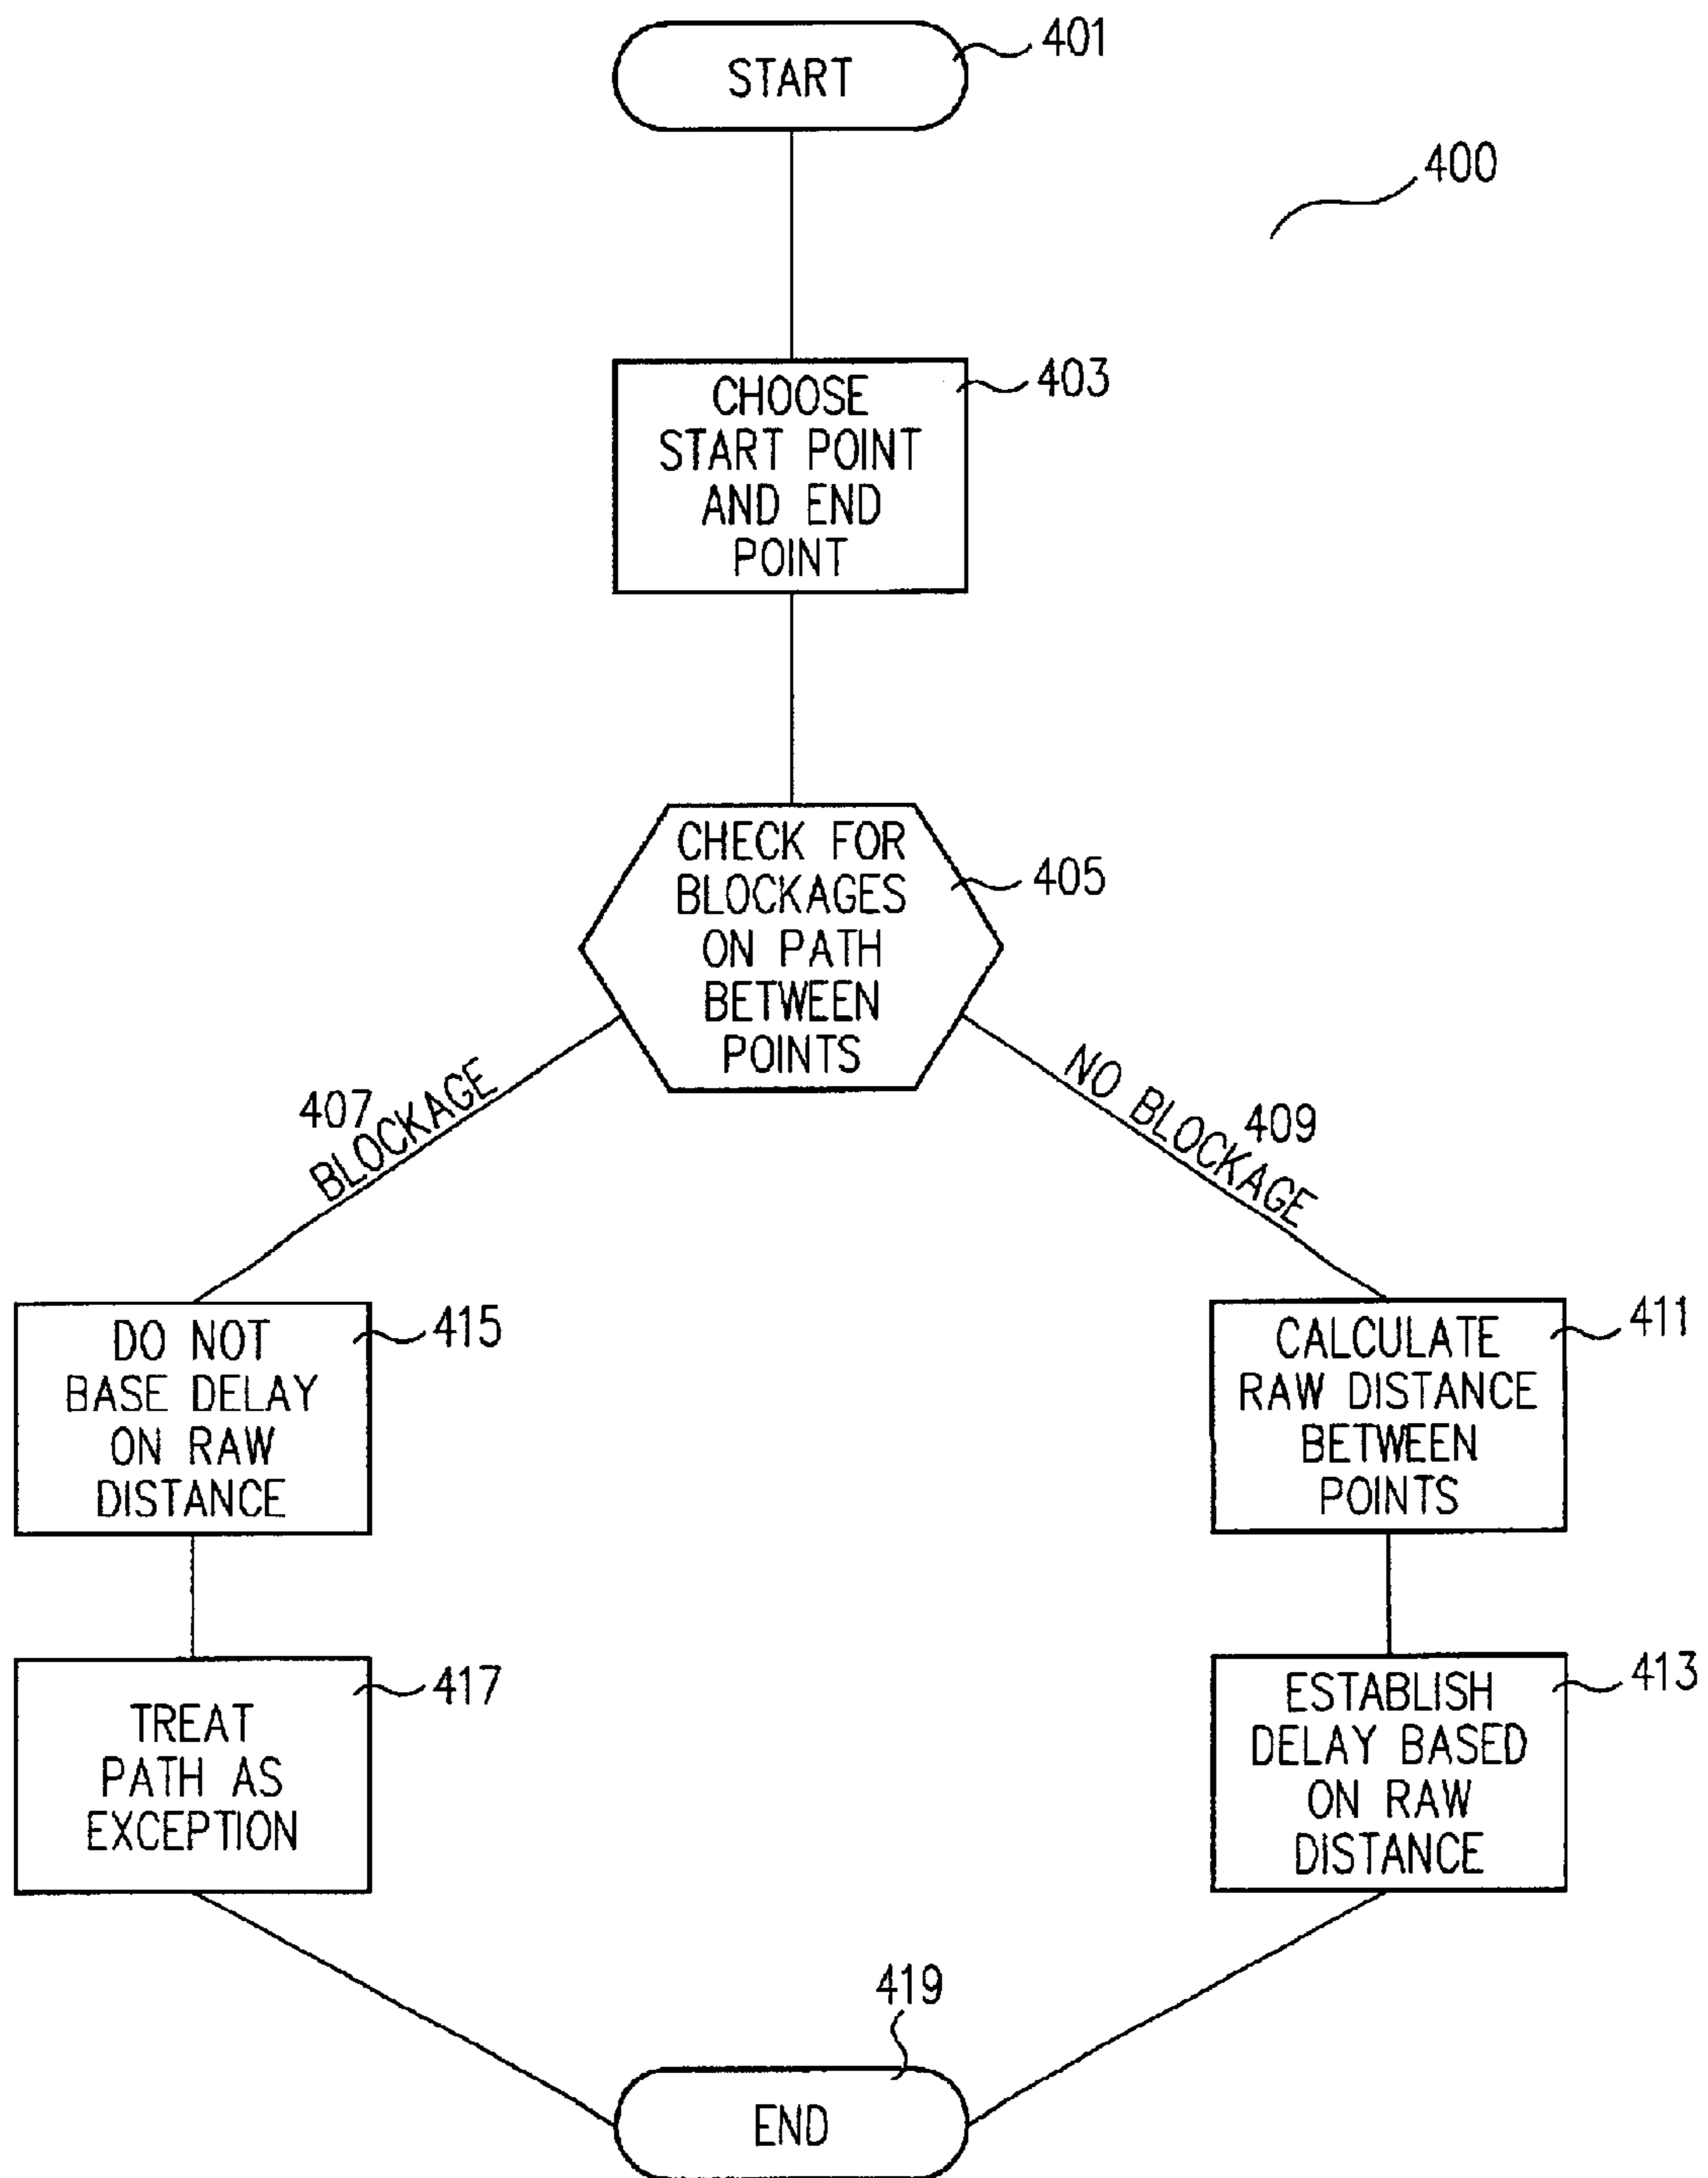 START
401
400
CHOOSE
START POINT
AND END
POINT
403
CHECK FOR
BLOCKAGES
ON PATH
BETWEEN
POINTS
405
407
BLOCKAGE
NO BLOCKAGE
409
DO NOT
BASE DELAY
ON RAW
DISTANCE
415
CALCULATE
RAW DISTANCE
BETWEEN
POINTS
411
TREAT
PATH AS
EXCEPTION
417
ESTABLISH
DELAY BASED
ON RAW
DISTANCE
413
419
END